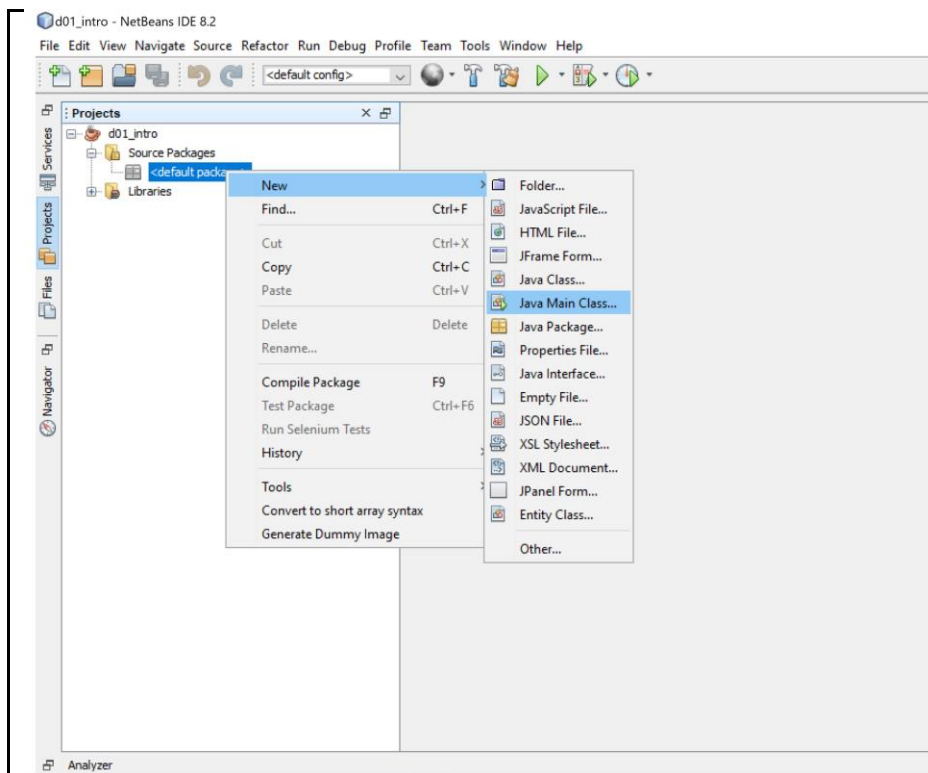 d01_intro - NetBeans IDE 8.2
File Edit View Navigate Source Refactor Run Debug Profile Team Tools Window Help
<default config>
Projects
d01_intro
Source Packages
<default packa
Libraries
Services
Projects
Files
Navigator
New
Find... Ctrl+F
Cut Ctrl+X
Copy Ctrl+C
Paste Ctrl+V
Delete Delete
Rename...
Compile Package F9
Test Package Ctrl+F6
Run Selenium Tests
History
Tools
Convert to short array syntax
Generate Dummy Image
Folder...
JavaScript File...
HTML File...
JFrame Form...
Java Class...
Java Main Class...
Java Package...
Properties File...
Java Interface...
Empty File...
JSON File...
XSL Stylesheet...
XML Document...
JPanel Form...
Entity Class...
Other...
Analyzer